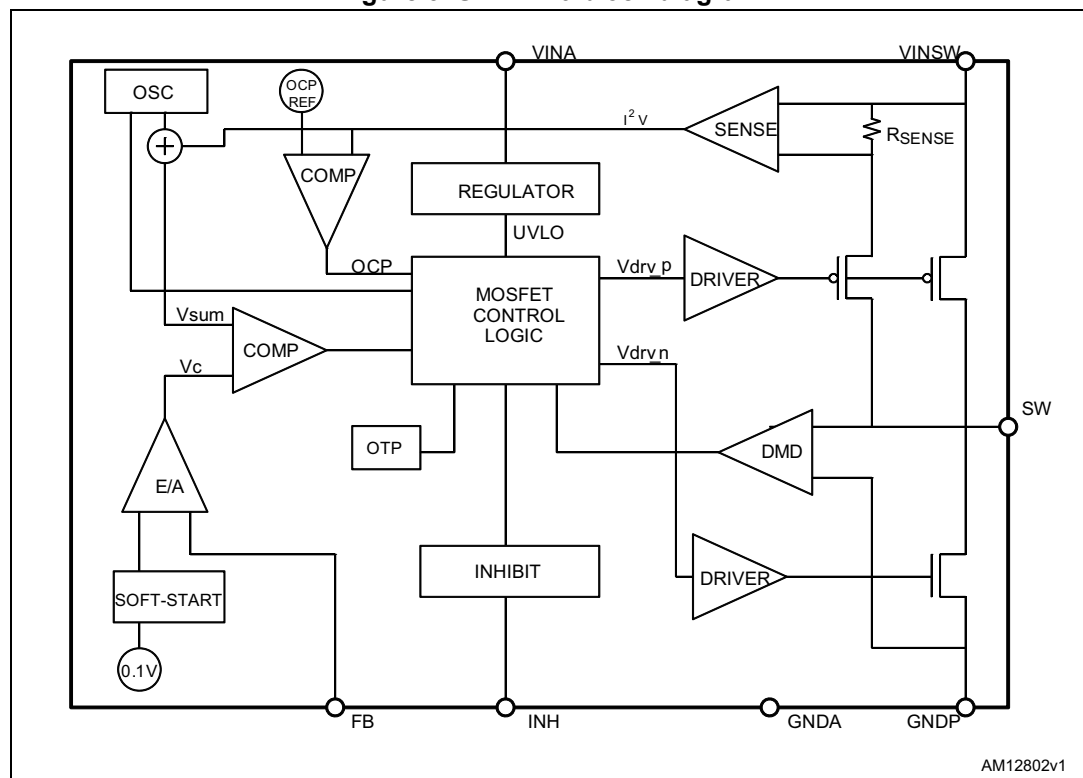 VINA
VINSW
OSC
OCP
REF
I²V
SENSE
RSENSE
COMP
REGULATOR
UVLO
OCP
MOSFET
CONTROL
LOGIC
Vdrv_p
DRIVER
Vsum
COMP
Vc
Vdrv_n
SW
OTP
DMD
E/A
INHIBIT
DRIVER
SOFT-START
0.1V
FB
INH
GNDA
GNDP
AM12802v1